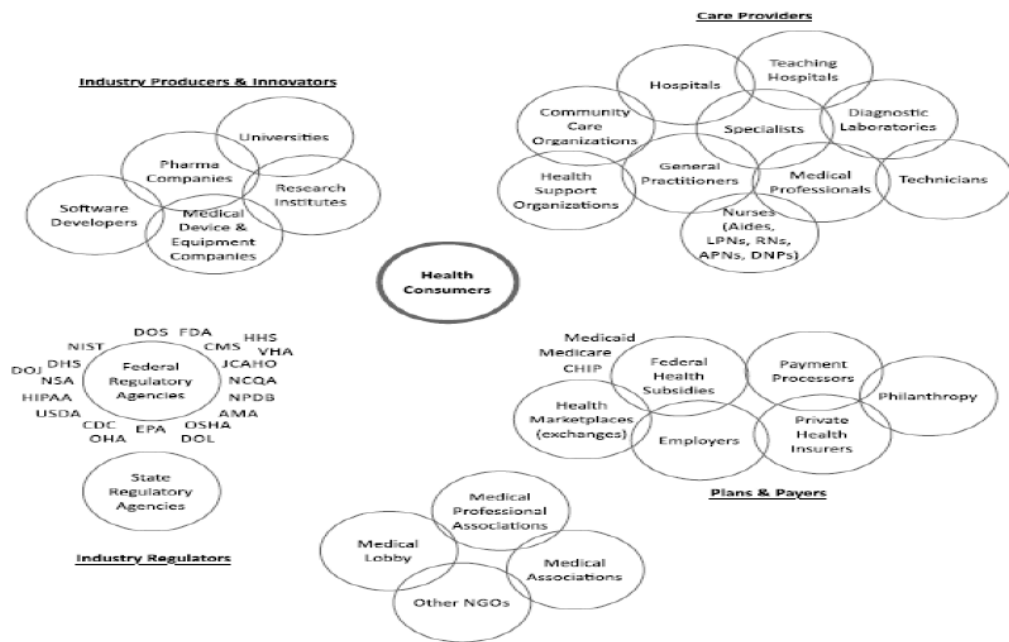 Care Providers
Industry Producers & Innovators
Universities
Pharma
Companies
Research
Institutes
Software
Developers
Medical
Device &
Equipment
Companies
Hospitals
Teaching
Hospitals
Community
Care
Organizations
Specialists
Diagnostic
Laboratories
Health
Support
Organizations
General
Practitioners
Medical
Professionals
Technicians
Nurses
(Aides,
LPNs, RNs,
APNs, DNPs)
Health
Consumers
DOS FDA
HHS
NIST
CMS
VHA
DOJ
DHS
JCAHO
NSA
NCQA
HIPAA
NPDB
USDA
AMA
CDC
EPA
OSHA
OHA
DOL
Federal
Regulatory
Agencies
State
Regulatory
Agencies
Industry Regulators
Medicaid
Medicare
CHIP
Federal
Health
Subsidies
Payment
Processors
Philanthropy
Health
Marketplaces
(exchanges)
Employers
Private
Health
Insurers
Plans & Payers
Medical
Professional
Associations
Medical
Lobby
Medical
Associations
Other NGOs